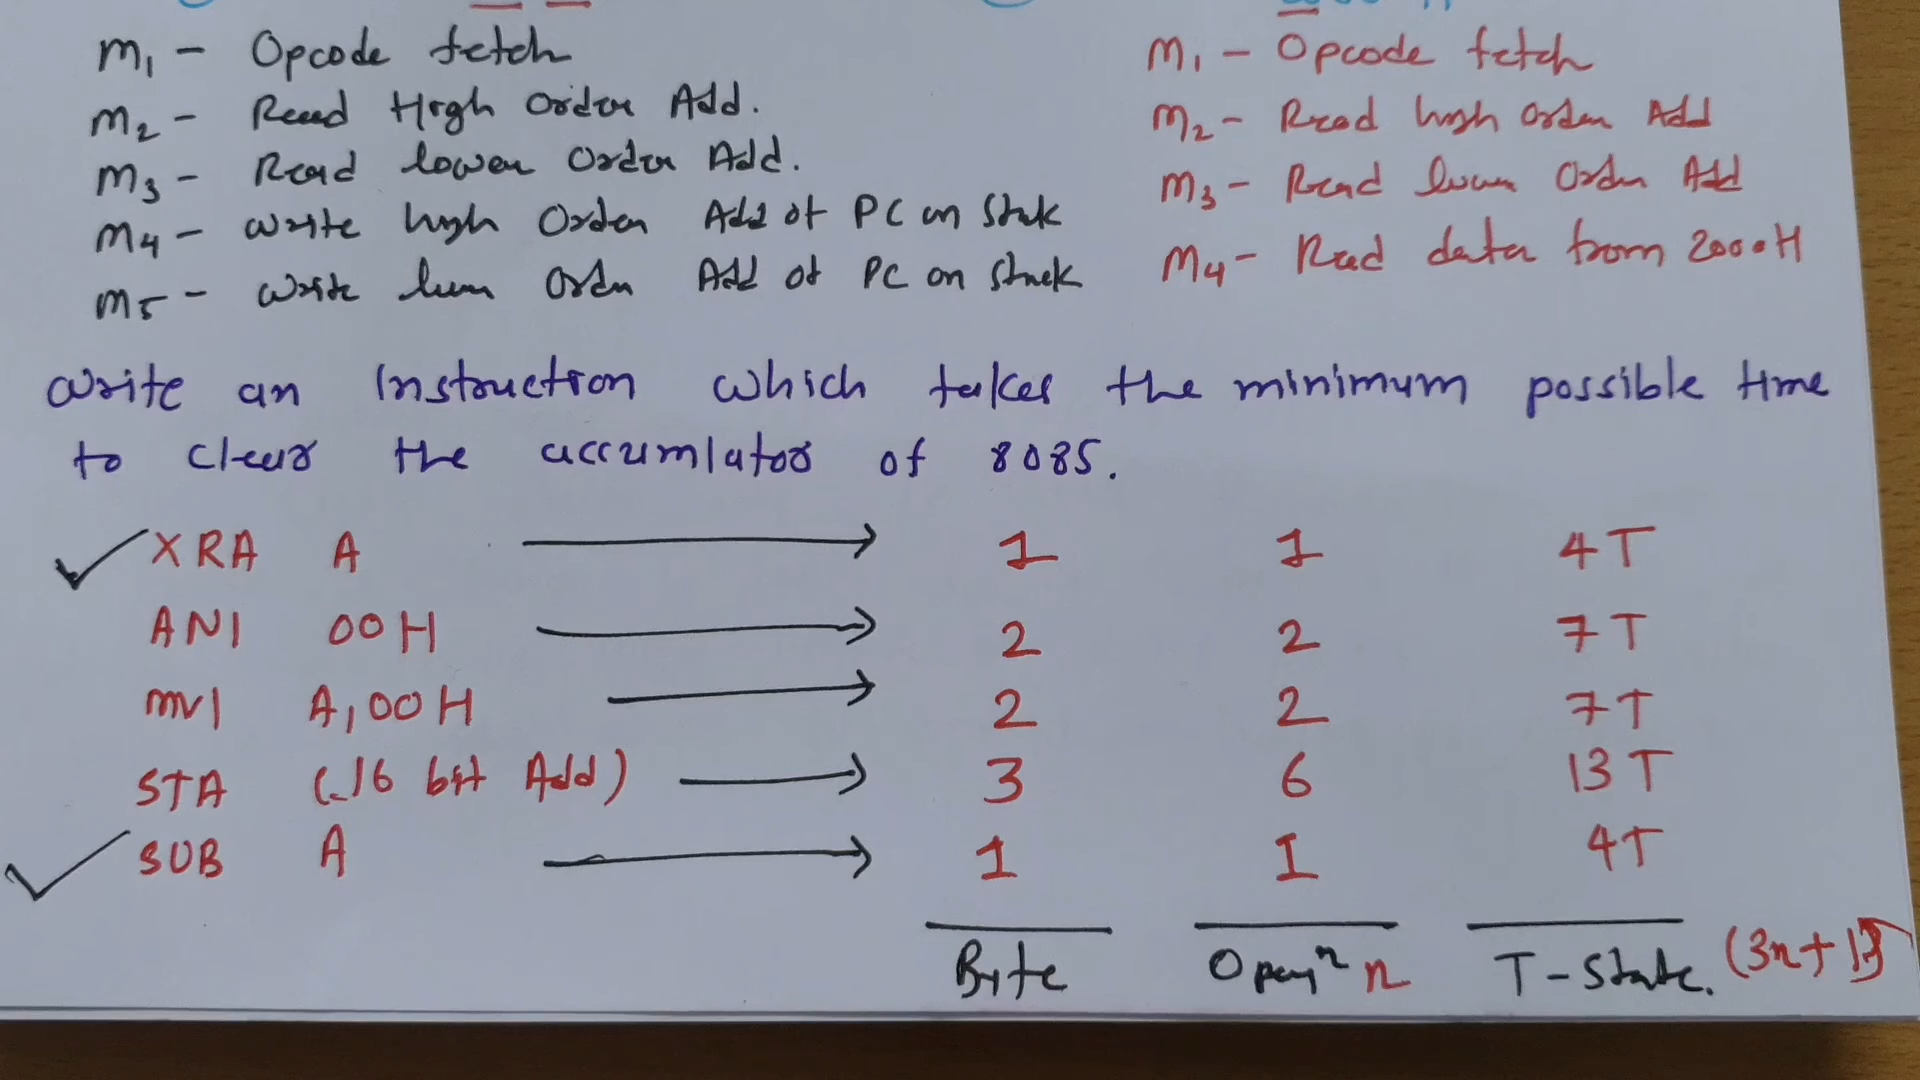 M1 - Opcode fetch
M2 - Read High Order Add.
M3 - Read lower Order Add.
M4 - write high Order Add of PC on Stak
M5 - write lower Order Add of PC on Stack
M1 - Opcode fetch
M2 - Read high Order Add
M3 - Read lower Order Add
M4 - Read data from 2000H
Write an Instruction which takes the minimum possible time
to clear the accumlator of 8085.
XRA A → 1 1 4T
ANI 00H → 2 2 7T
MVI A,00H → 2 2 7T
STA (16 bit Add) → 3 6 13T
SUB A → 1 1 4T
Byte Opern n T-State. (3n+1)